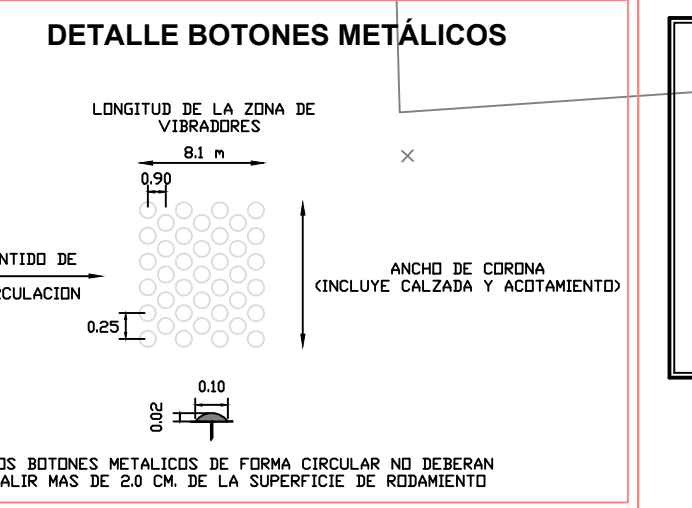 DETALLE BOTONES METÁLICOS
LONGITUD DE LA ZONA DE
VIBRADORES
8.1 m
0.90
NTIDO DE
RCULACION
ANCHO DE CORONA
(INCLUYE CALZADA Y ACOTAMIENTO)
0.25
0.10
0.02
OS BOTONES METALICOS DE FORMA CIRCULAR NO DEBERAN
ALIR MAS DE 2.0 CM. DE LA SUPERFICIE DE RODAMIENTO